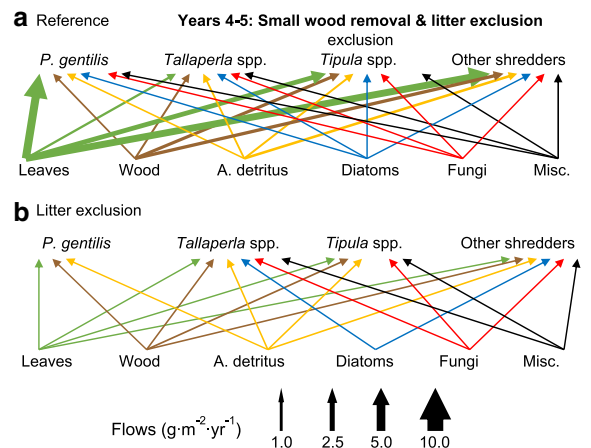 a Reference Years 4-5: Small wood removal & litter exclusion
exclusion
P. gentilis Tallaperla spp. Tipula spp. Other shredders
Leaves Wood A. detritus Diatoms Fungi Misc.
b Litter exclusion
P. gentilis Tallaperla spp. Tipula spp. Other shredders
Leaves Wood A. detritus Diatoms Fungi Misc.
Flows (g·m⁻²·yr⁻¹)
1.0 2.5 5.0 10.0